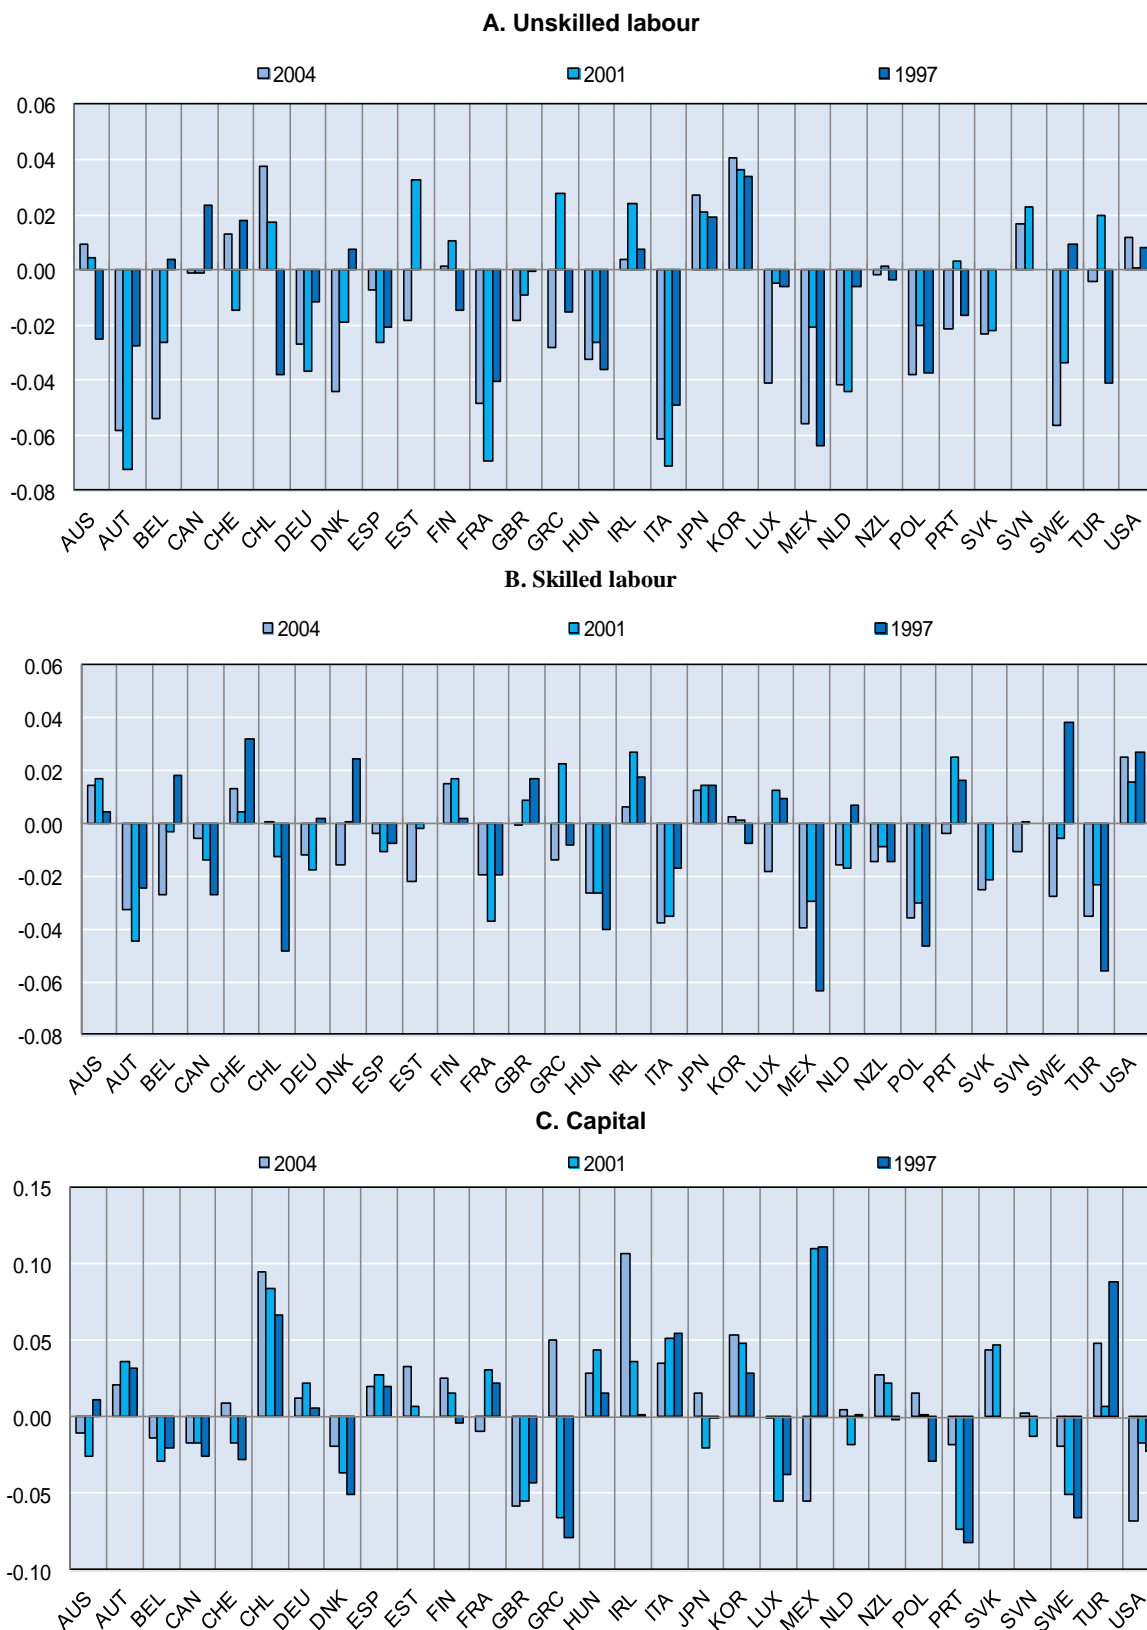 A. Unskilled labour
2004 2001 1997
0.06
0.04
0.02
0.00
-0.02
-0.04
-0.06
-0.08
AUS AUT BEL CAN CHE CHL DEU DNK ESP EST FIN FRA GBR GRC HUN IRL ITA JPN KOR LUX MEX NLD NZL POL PRT SVK SVN SWE TUR USA
B. Skilled labour
2004 2001 1997
0.06
0.04
0.02
0.00
-0.02
-0.04
-0.06
-0.08
AUS AUT BEL CAN CHE CHL DEU DNK ESP EST FIN FRA GBR GRC HUN IRL ITA JPN KOR LUX MEX NLD NZL POL PRT SVK SVN SWE TUR USA
C. Capital
2004 2001 1997
0.15
0.10
0.05
0.00
-0.05
-0.10
AUS AUT BEL CAN CHE CHL DEU DNK ESP EST FIN FRA GBR GRC HUN IRL ITA JPN KOR LUX MEX NLD NZL POL PRT SVK SVN SWE TUR USA